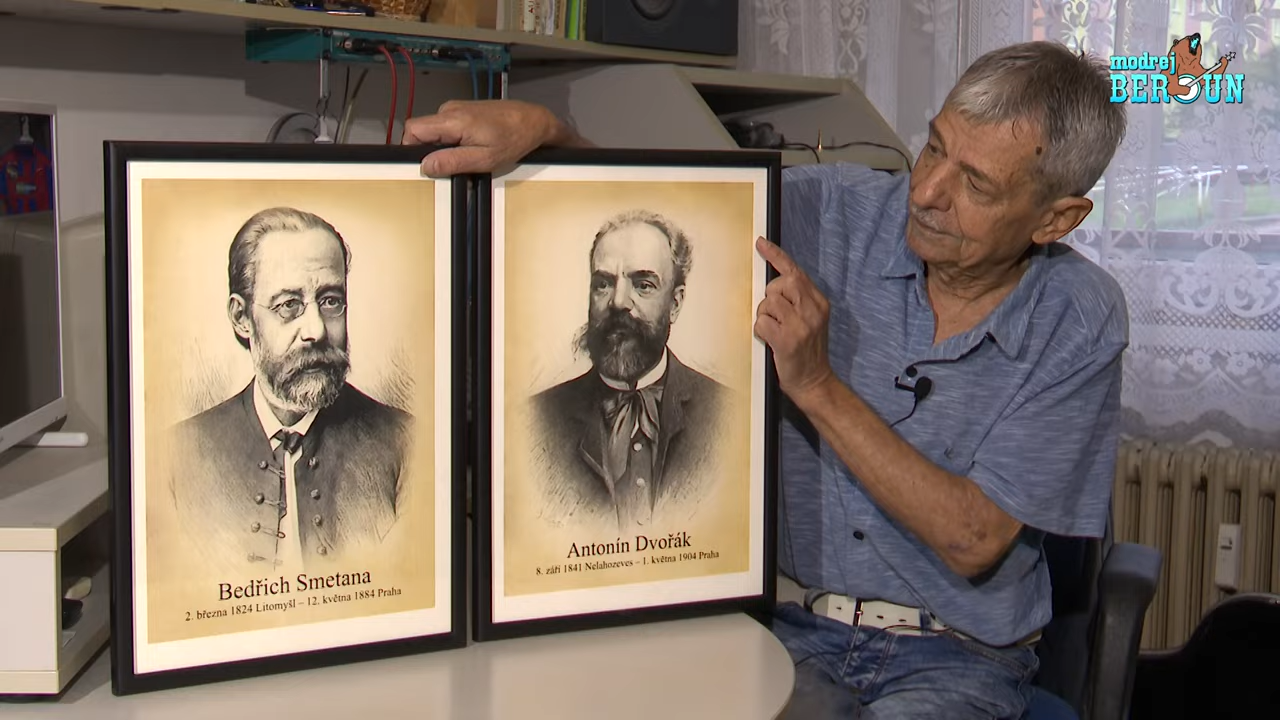 modrej
BEROUN
Bedřich Smetana
2. března 1824 Litomyšl – 12. května 1884 Praha
Antonín Dvořák
8. září 1841 Nelahozeves – 1. května 1904 Praha